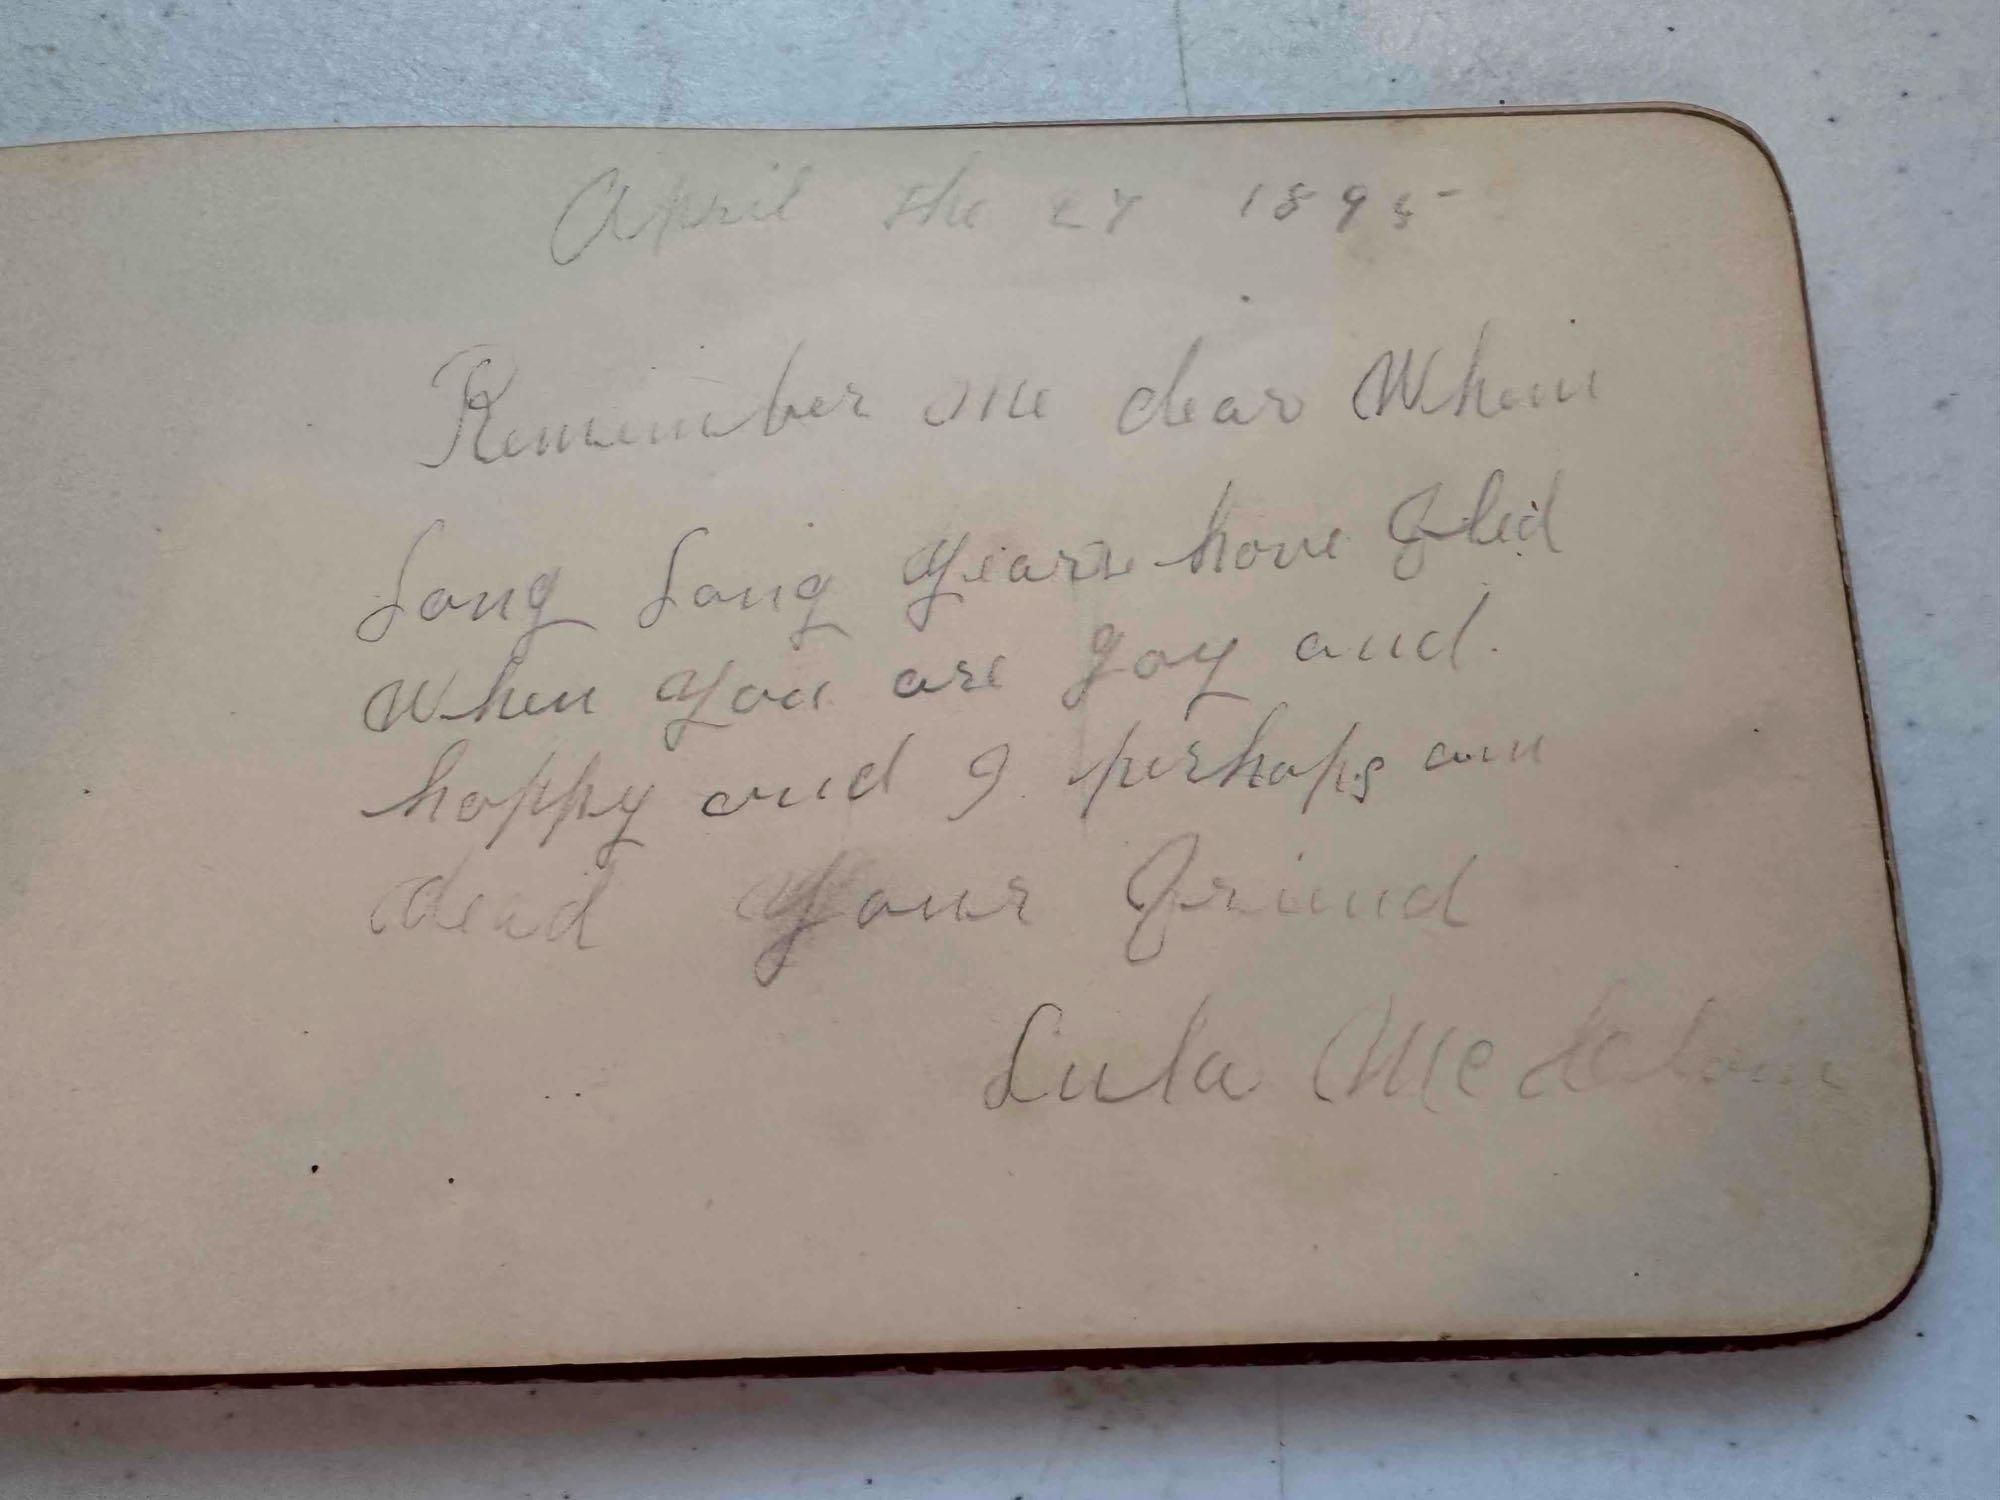 April the 27 1895
Remember me dear When
Long Long Years have Fled
When You are gay and
happy and I perhaps am
dead Your Friend
Lula Mc